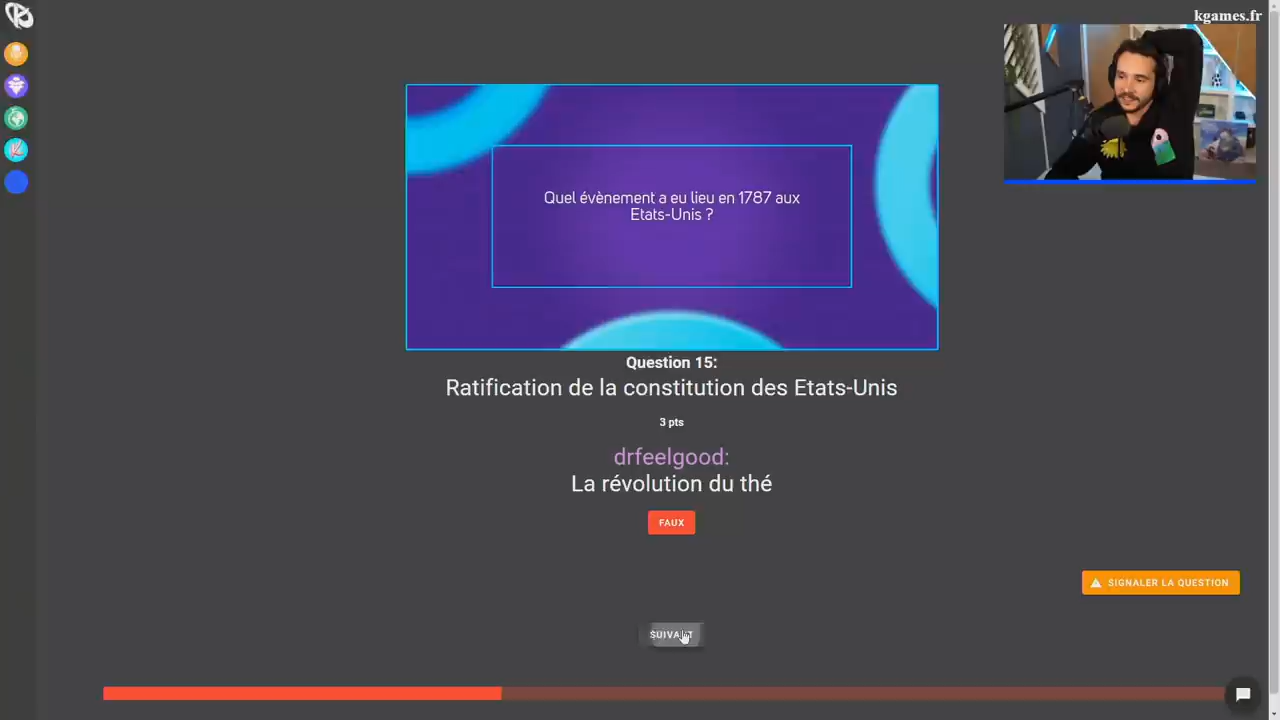 kgames.fr
Quel évènement a eu lieu en 1787 aux
Etats-Unis ?
Question 15:
Ratification de la constitution des Etats-Unis
3 pts
drfeelgood:
La révolution du thé
FAUX
SIGNALER LA QUESTION
SUIVANT